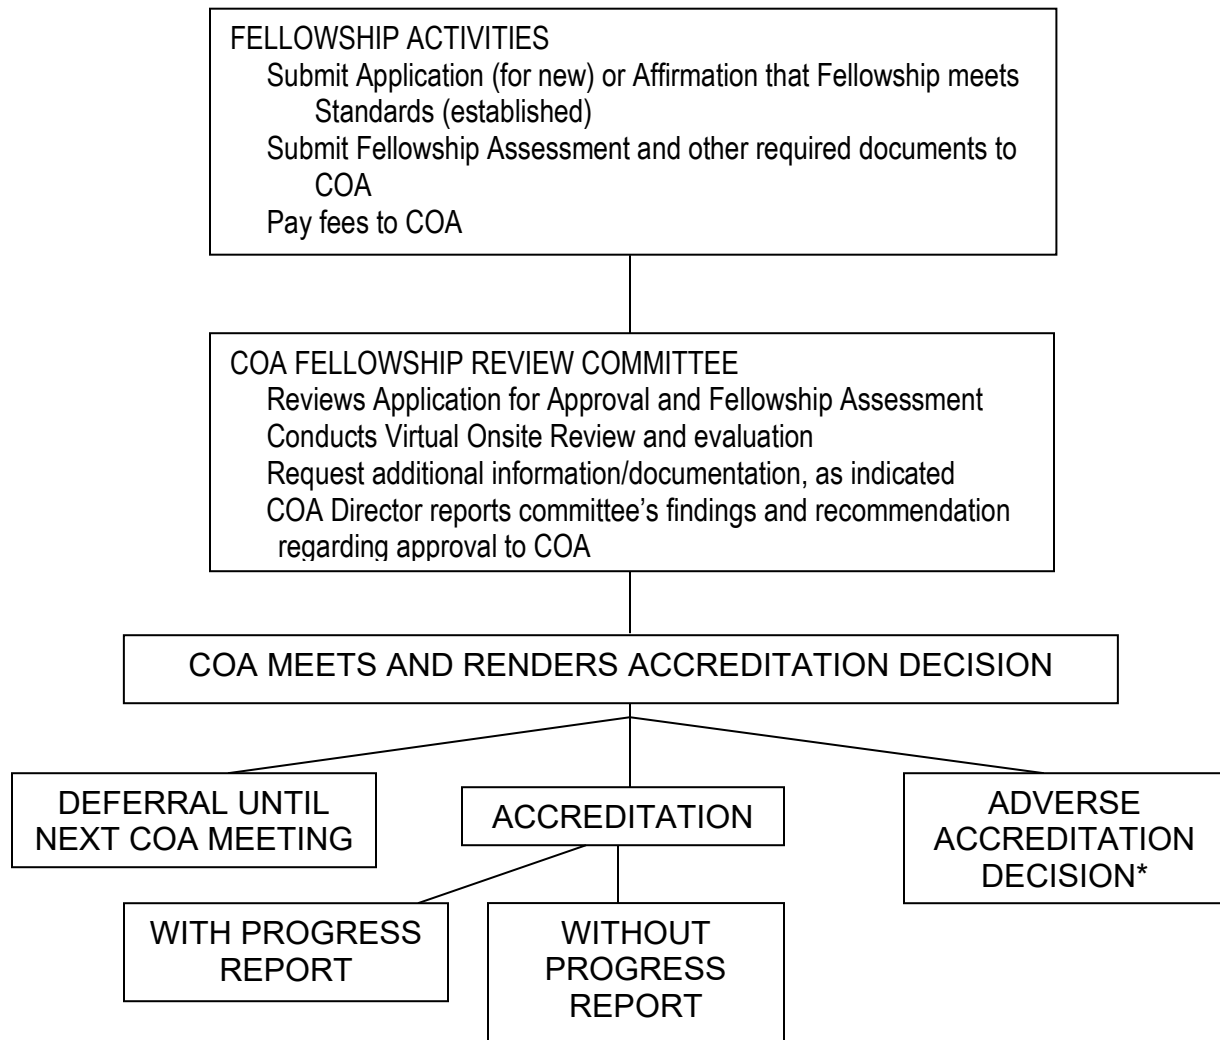 FELLOWSHIP ACTIVITIES
Submit Application (for new) or Affirmation that Fellowship meets
Standards (established)
Submit Fellowship Assessment and other required documents to
COA
Pay fees to COA
COA FELLOWSHIP REVIEW COMMITTEE
Reviews Application for Approval and Fellowship Assessment
Conducts Virtual Onsite Review and evaluation
Request additional information/documentation, as indicated
COA Director reports committee’s findings and recommendation
regarding approval to COA
COA MEETS AND RENDERS ACCREDITATION DECISION
DEFERRAL UNTIL
NEXT COA MEETING
ACCREDITATION
ADVERSE
ACCREDITATION
DECISION*
WITH PROGRESS
REPORT
WITHOUT
PROGRESS
REPORT